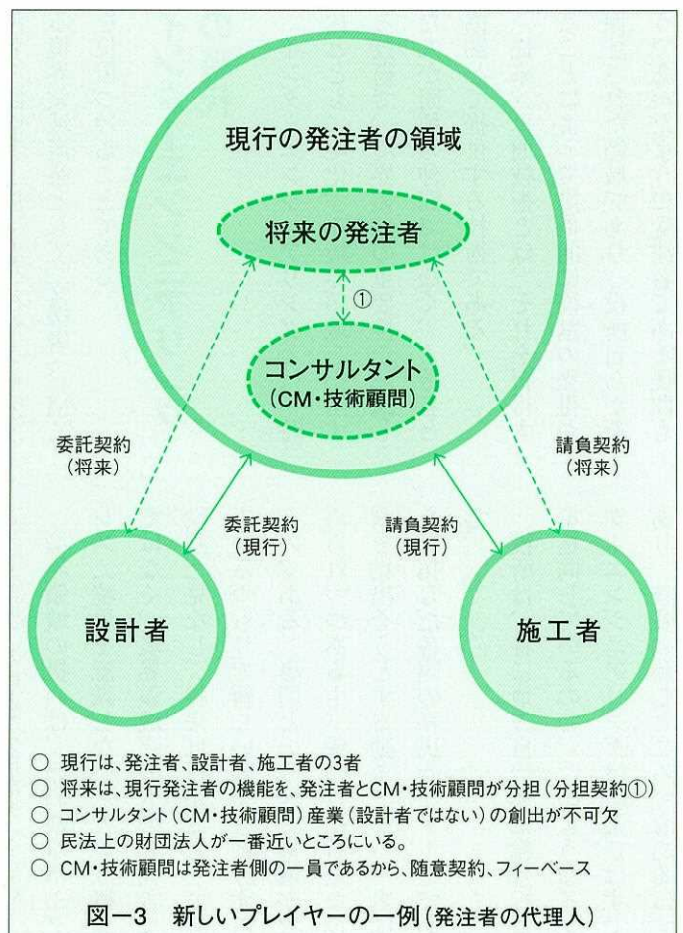 現行の発注者の領域
将来の発注者
①
コンサルタント
(CM・技術顧問)
委託契約
(将来)
請負契約
(将来)
委託契約
(現行)
請負契約
(現行)
設計者
施工者
○ 現行は、発注者、設計者、施工者の3者
○ 将来は、現行発注者の機能を、発注者とCM・技術顧問が分担(分担契約①)
○ コンサルタント(CM・技術顧問)産業(設計者ではない)の創出が不可欠
○ 民法上の財団法人が一番近いところにいる。
○ CM・技術顧問は発注者側の一員であるから、随意契約、フィーベース
図－3 新しいプレイヤーの一例(発注者の代理人)